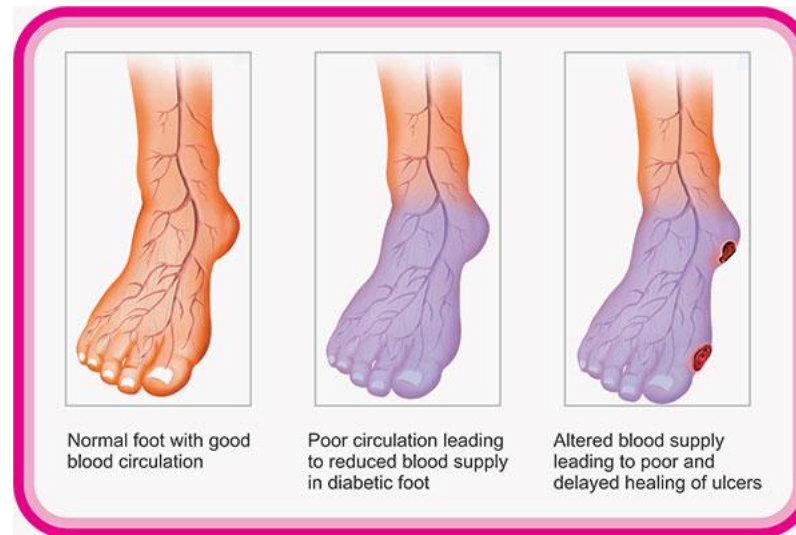 Normal foot with good
blood circulation
Poor circulation leading
to reduced blood supply
in diabetic foot
Altered blood supply
leading to poor and
delayed healing of ulcers